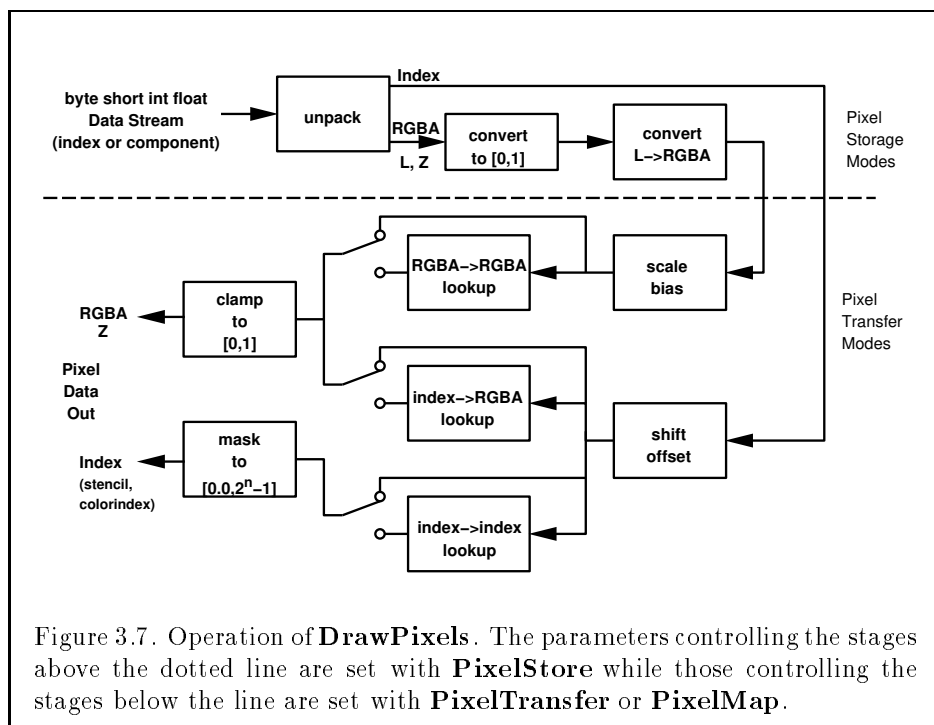 Index
byte short int float
Data Stream
(index or component)
unpack
RGBA
L, Z
convert
to [0,1]
convert
L−>RGBA
Pixel
Storage
Modes
RGBA−>RGBA
lookup
scale
bias
RGBA
Z
clamp
to
[0,1]
Pixel
Transfer
Modes
Pixel
Data
Out
index−>RGBA
lookup
shift
offset
Index
(stencil,
colorindex)
mask
to
[0.0,2ⁿ−1]
index−>index
lookup
Figure 3.7. Operation of DrawPixels. The parameters controlling the stages
above the dotted line are set with PixelStore while those controlling the
stages below the line are set with PixelTransfer or PixelMap.